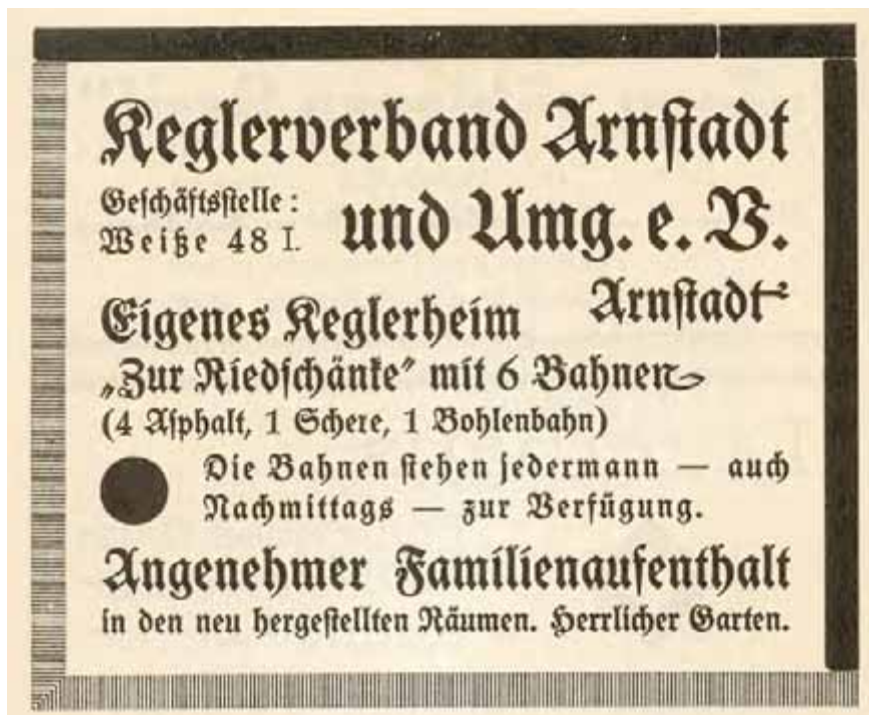 Keglerverband Arnstadt
und Umg. e. V.
Arnstadt
Geschäftsstelle:
Weiße 48 I.
Eigenes Keglerheim
„Zur Riedschänke" mit 6 Bahnen
(4 Asphalt, 1 Schere, 1 Bohlenbahn)
Die Bahnen stehen jedermann — auch
Nachmittags — zur Verfügung.
Angenehmer Familienaufenthalt
in den neu hergestellten Räumen. Herrlicher Garten.